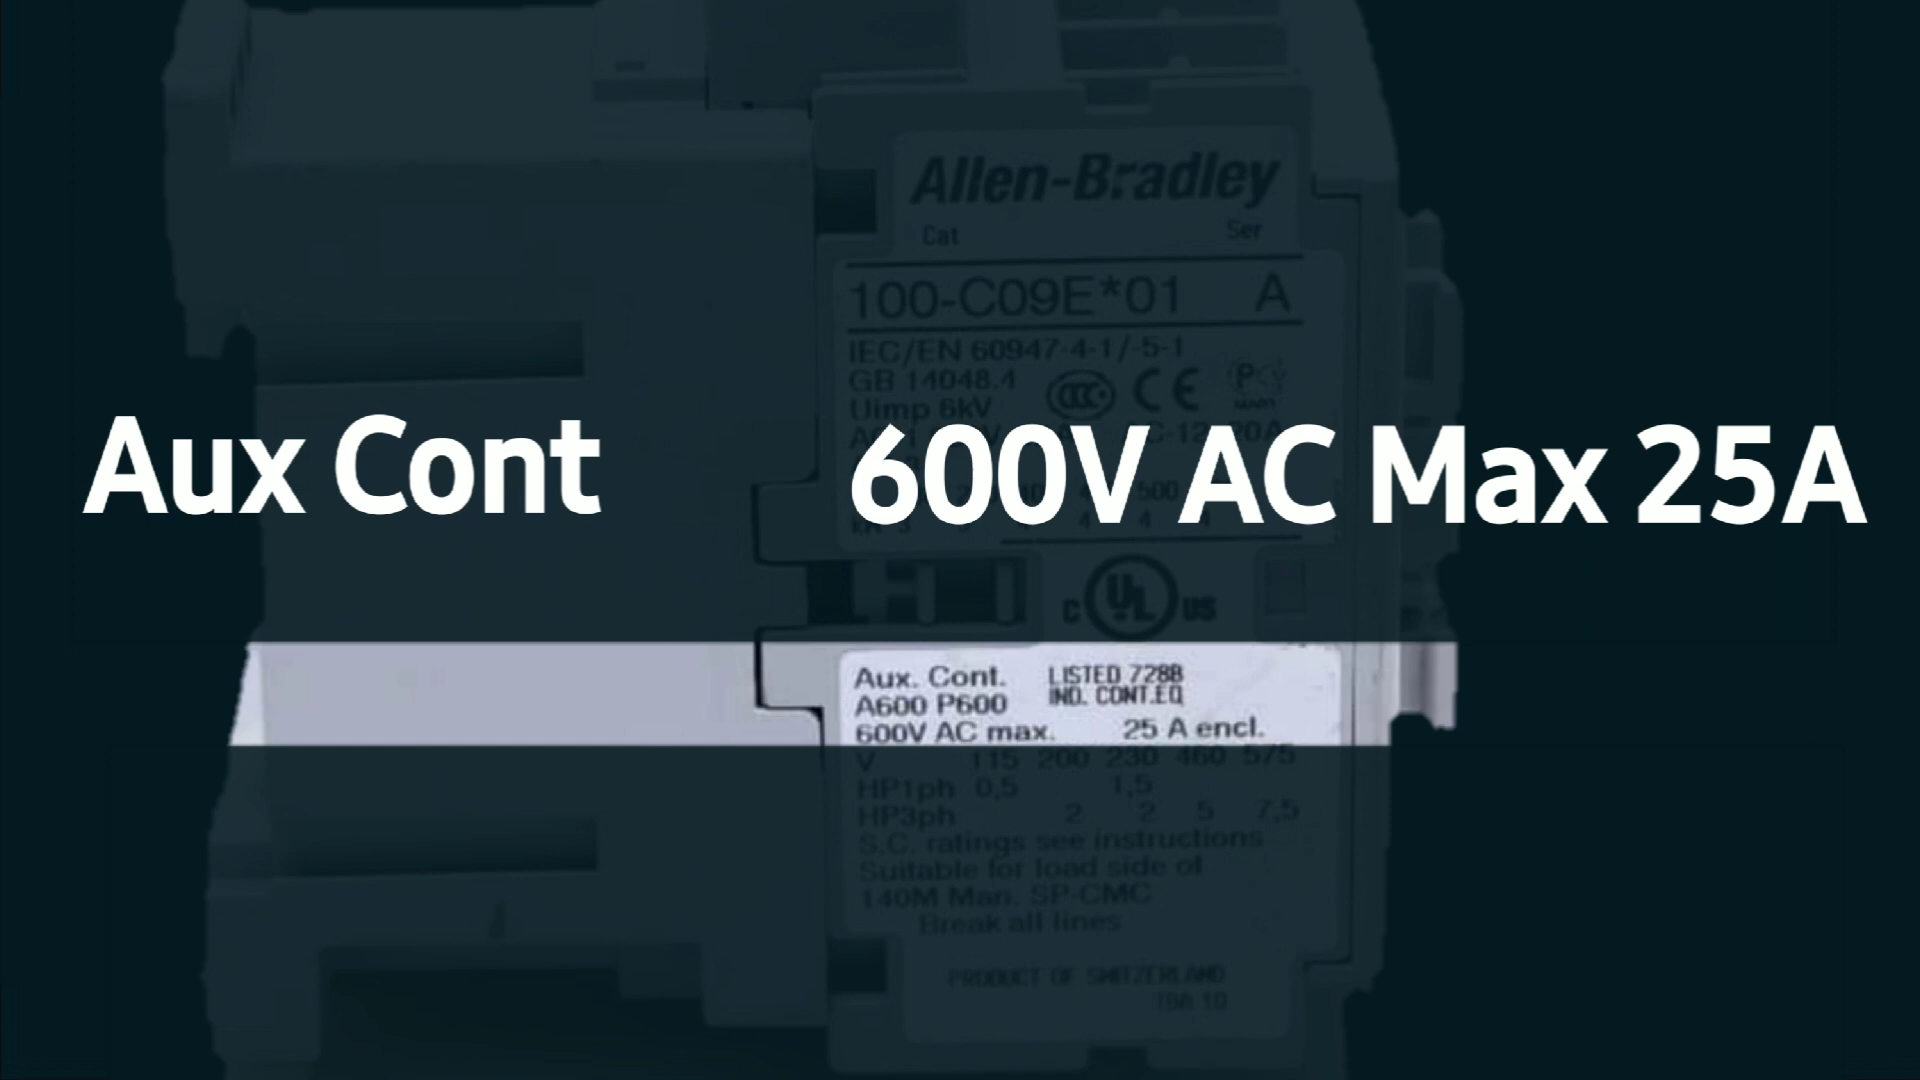 Allen-Bradley
Cat Ser
100-C09E*01 A
IEC/EN 60947-4-1/-5-1
GB 14048.4
Uimp 6kV
CE
Aux Cont 600V AC Max 25A
C UL US
Aux. Cont. LISTED 728B
A600 P600 IND. CONT.EQ
600V AC max. 25 A encl.
V 115 200 230 460 575
HP1ph 0,5 1,5
HP3ph 2 2 5 7,5
S.C. ratings see instructions
Suitable for load side of
140M Man. SP-CMC
Break all lines
PRODUCT OF SWITZERLAND